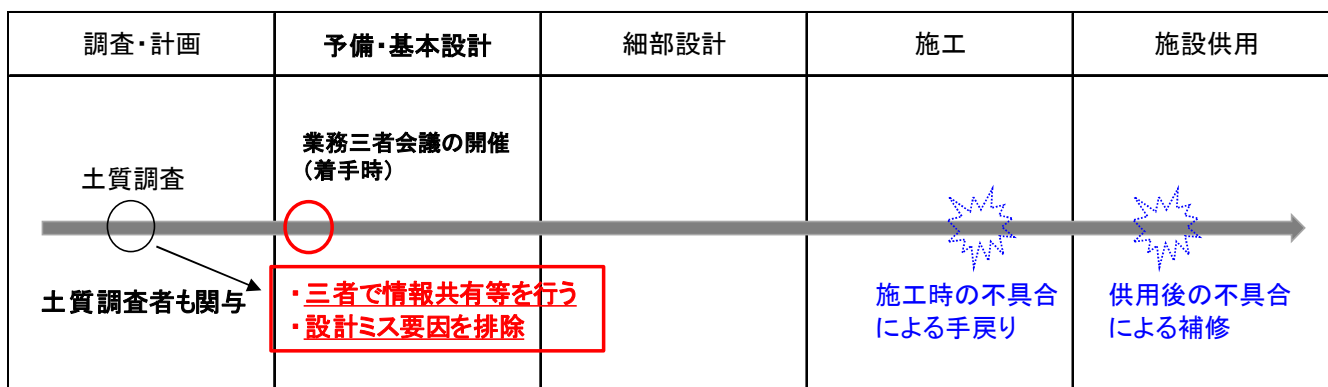 調査・計画
予備・基本設計
細部設計
施工
施設供用
業務三者会議の開催
（着手時）
土質調査
土質調査者も関与
・三者で情報共有等を行う
・設計ミス要因を排除
施工時の不具合
による手戻り
供用後の不具合
による補修